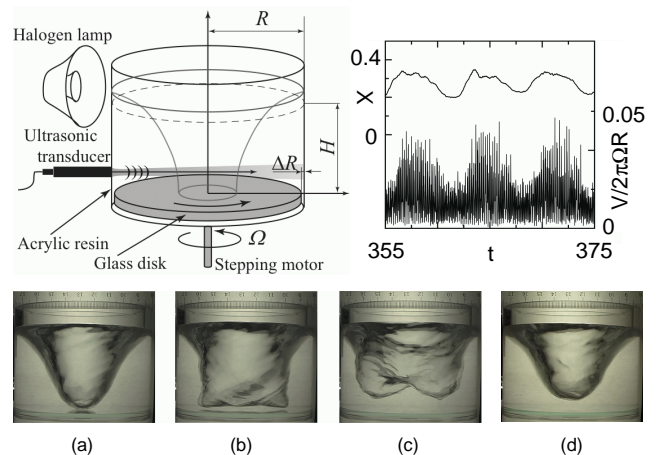 Halogen lamp
R
Ultrasonic
transducer
H
ΔR
Acrylic resin
Glass disk
Ω
Stepping motor
0.4
X
0
0.05
V/2πΩR
0
355
t
375
(a)
(b)
(c)
(d)